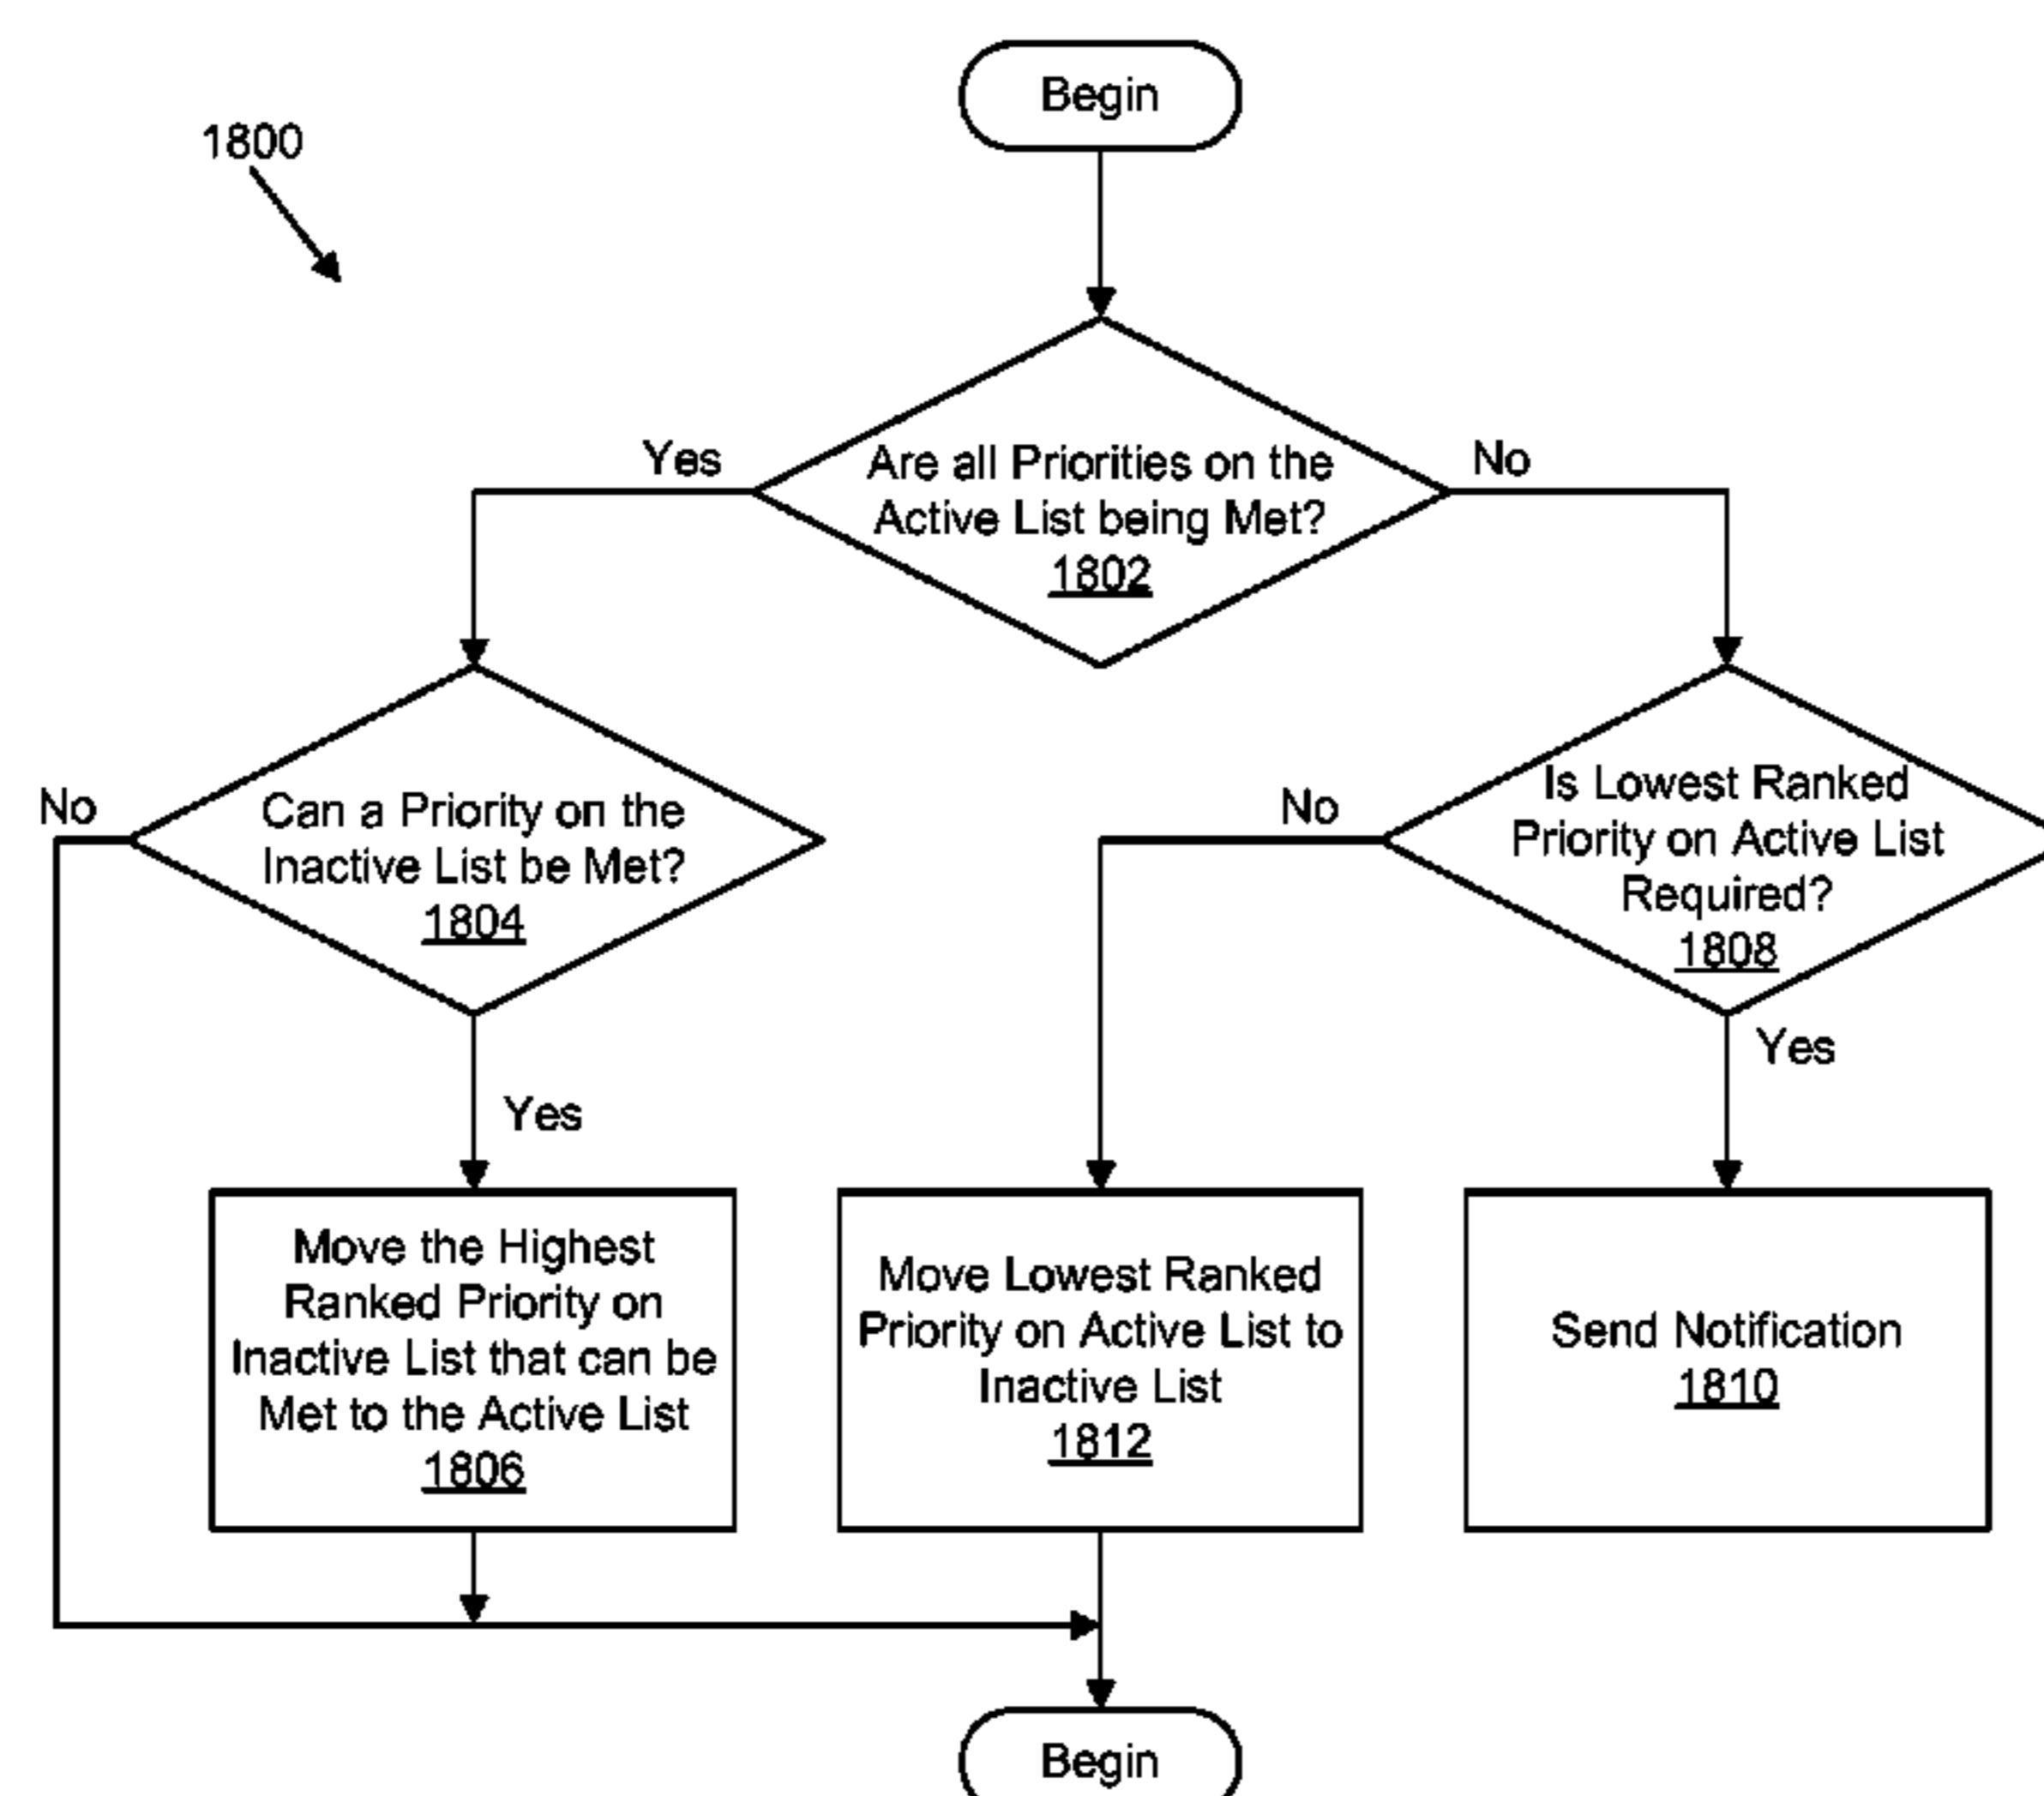 Begin
1800
Yes
Are all Priorities on the
Active List being Met?
1802
No
No
Can a Priority on the
Inactive List be Met?
1804
Yes
No
Is Lowest Ranked
Priority on Active List
Required?
1808
Yes
Move the Highest
Ranked Priority on
Inactive List that can be
Met to the Active List
1806
Move Lowest Ranked
Priority on Active List to
Inactive List
1812
Send Notification
1810
Begin